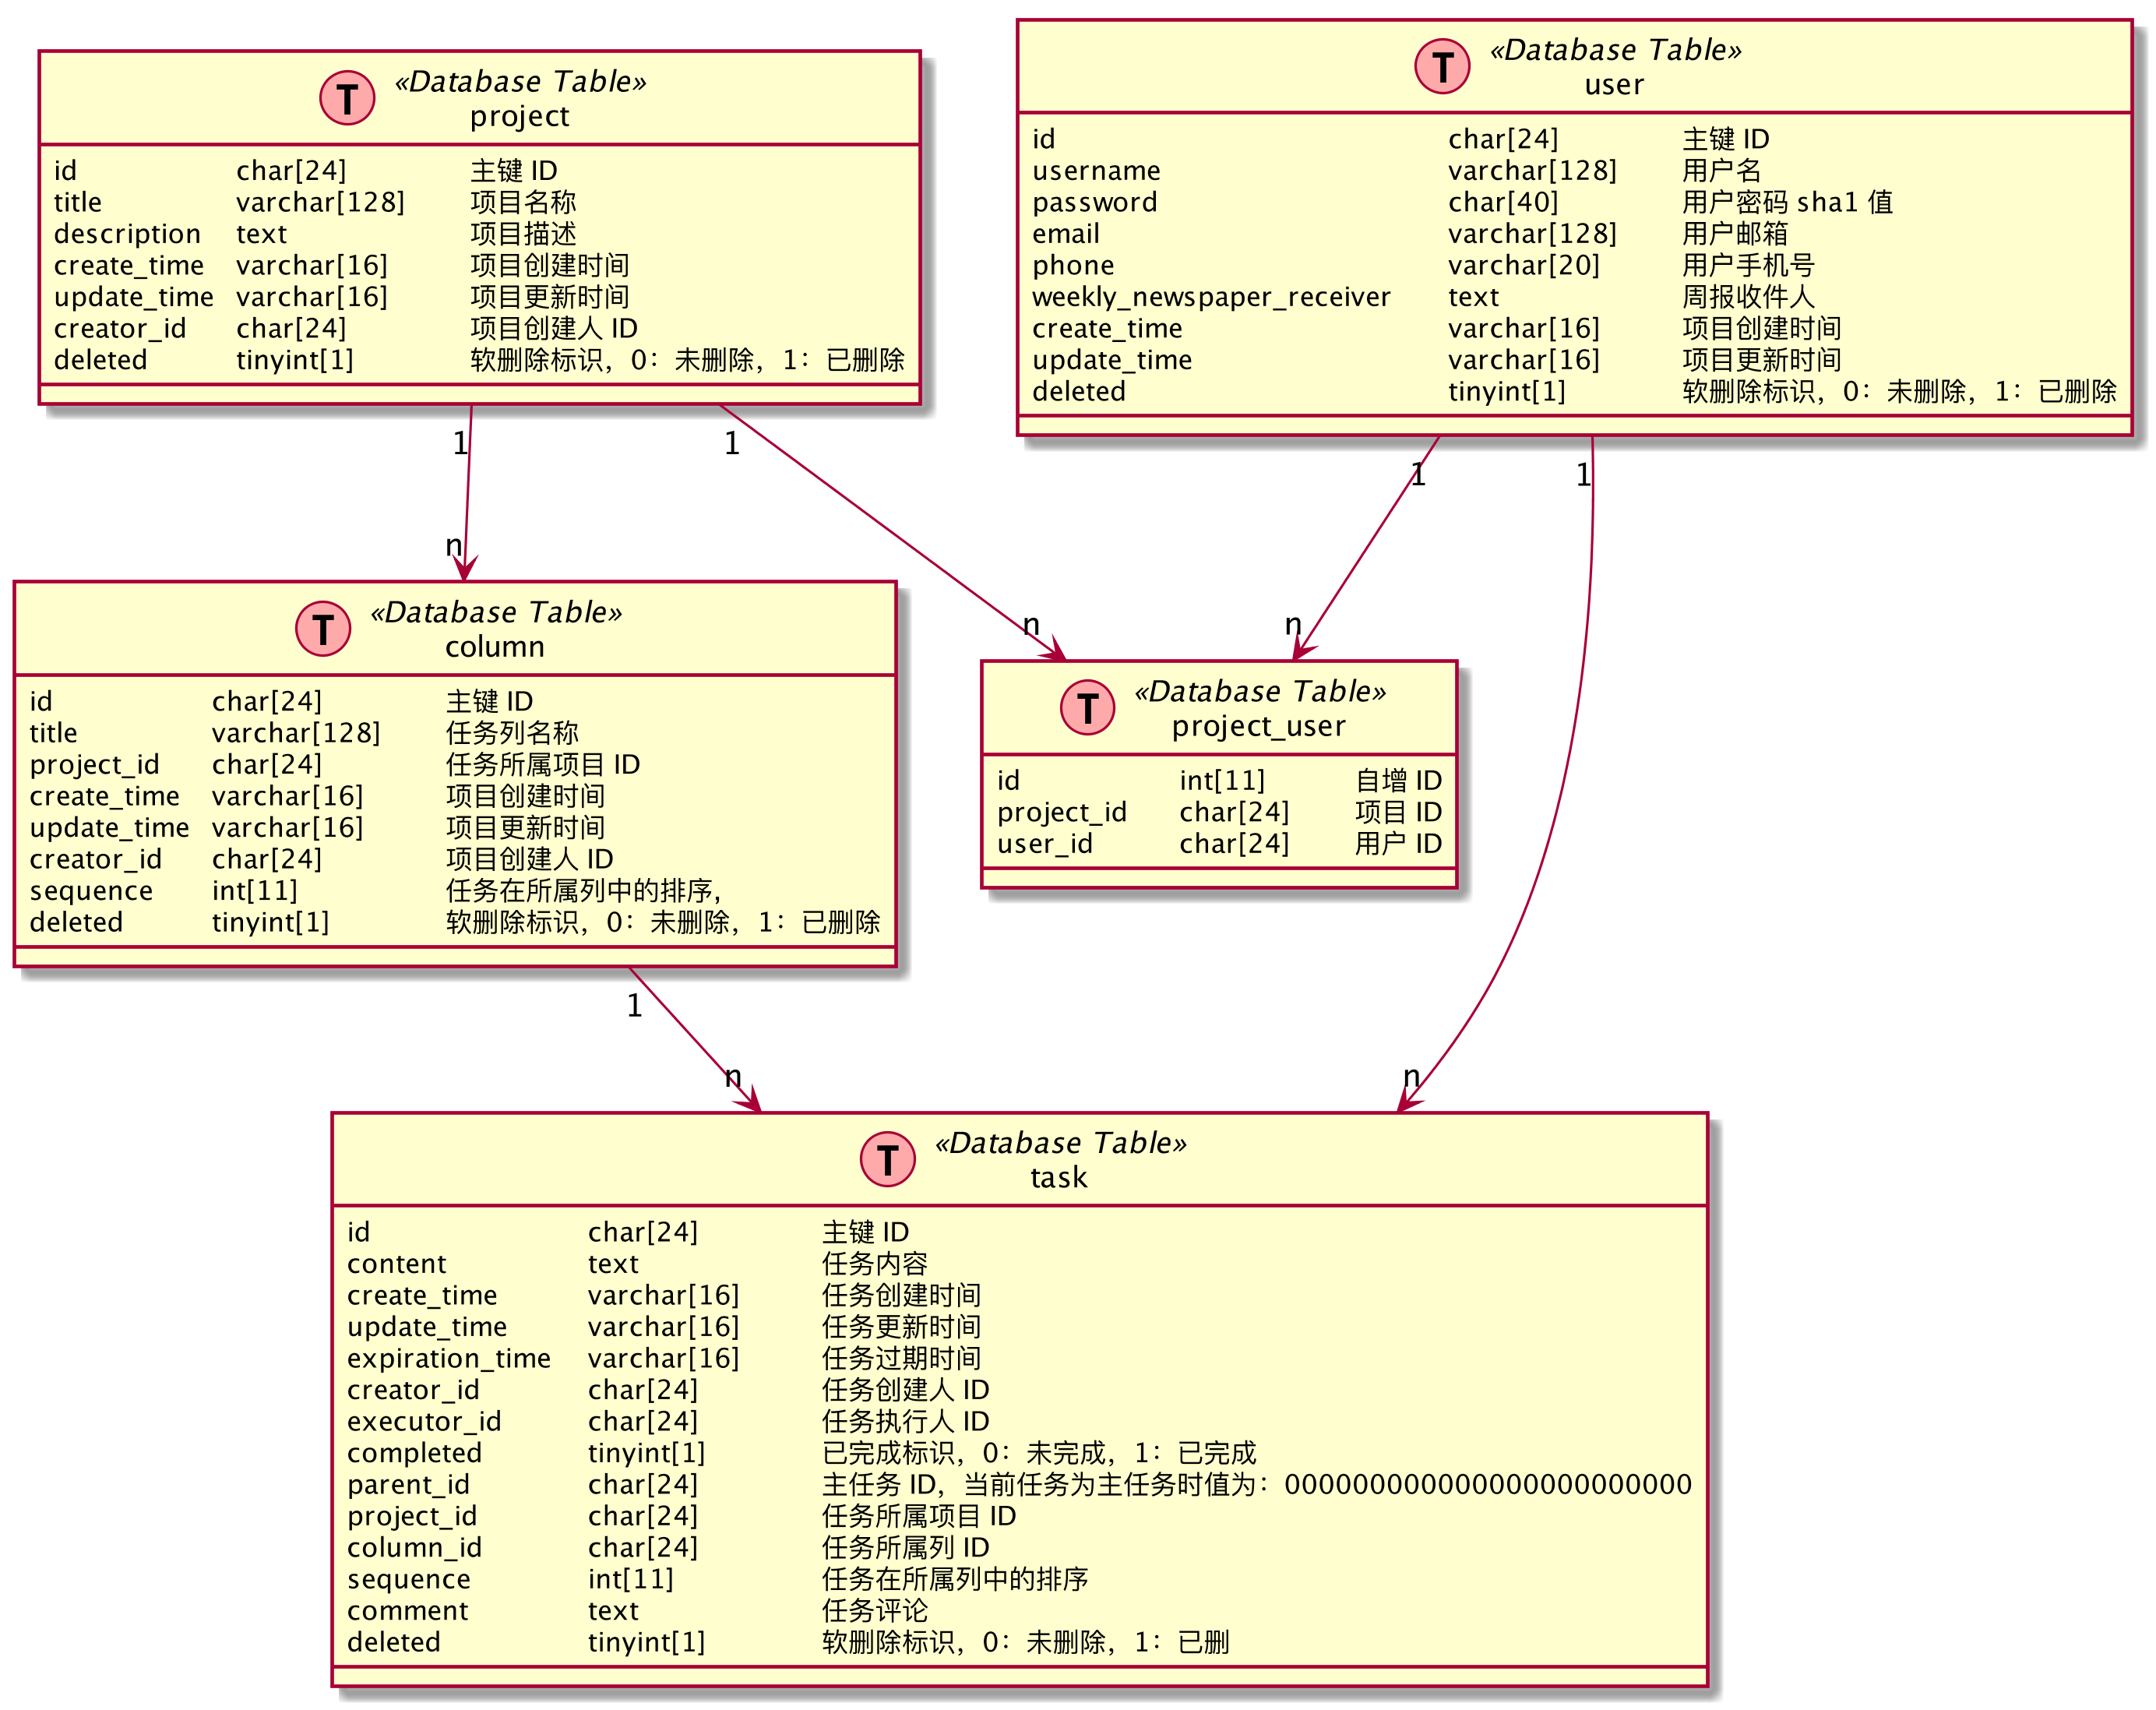 T «Database Table»
project
id char[24] 主键 ID
title varchar[128] 项目名称
description text 项目描述
create_time varchar[16] 项目创建时间
update_time varchar[16] 项目更新时间
creator_id char[24] 项目创建人 ID
deleted tinyint[1] 软删除标识，0：未删除，1：已删除
T «Database Table»
user
id char[24] 主键 ID
username varchar[128] 用户名
password char[40] 用户密码 sha1 值
email varchar[128] 用户邮箱
phone varchar[20] 用户手机号
weekly_newspaper_receiver text 周报收件人
create_time varchar[16] 项目创建时间
update_time varchar[16] 项目更新时间
deleted tinyint[1] 软删除标识，0：未删除，1：已删除
1
1
1
1
n
n
n
T «Database Table»
column
id char[24] 主键 ID
title varchar[128] 任务列名称
project_id char[24] 任务所属项目 ID
create_time varchar[16] 项目创建时间
update_time varchar[16] 项目更新时间
creator_id char[24] 项目创建人 ID
sequence int[11] 任务在所属列中的排序，
deleted tinyint[1] 软删除标识，0：未删除，1：已删除
T «Database Table»
project_user
id int[11] 自增 ID
project_id char[24] 项目 ID
user_id char[24] 用户 ID
1
n
n
T «Database Table»
task
id char[24] 主键 ID
content text 任务内容
create_time varchar[16] 任务创建时间
update_time varchar[16] 任务更新时间
expiration_time varchar[16] 任务过期时间
creator_id char[24] 任务创建人 ID
executor_id char[24] 任务执行人 ID
completed tinyint[1] 已完成标识，0：未完成，1：已完成
parent_id char[24] 主任务 ID，当前任务为主任务时值为：000000000000000000000000
project_id char[24] 任务所属项目 ID
column_id char[24] 任务所属列 ID
sequence int[11] 任务在所属列中的排序
comment text 任务评论
deleted tinyint[1] 软删除标识，0：未删除，1：已删